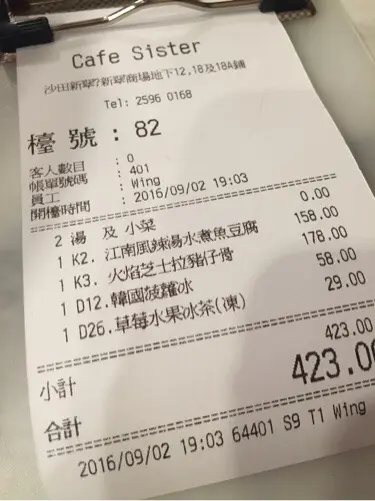 Cafe Sister
沙田新翠?新翠商場地下12,18及18A鋪
Tel: 2596 0168
檯 號 : 82
客人數目 : 0
帳單號碼 : 401
員工 : Wing
開檯時間 : 2016/09/02 19:03
2 湯 及 小菜 0.00
1 K2. 江南風辣湯水煮魚豆腐 158.00
1 K3. 火焰芝士拉豬仔骨 178.00
1 D12.韓國菠蘿冰 58.00
1 D26.草莓水果冰茶(凍) 29.00
小計 423.00
合計 423.00
2016/09/02 19:03 64401 S9 T1 Wing